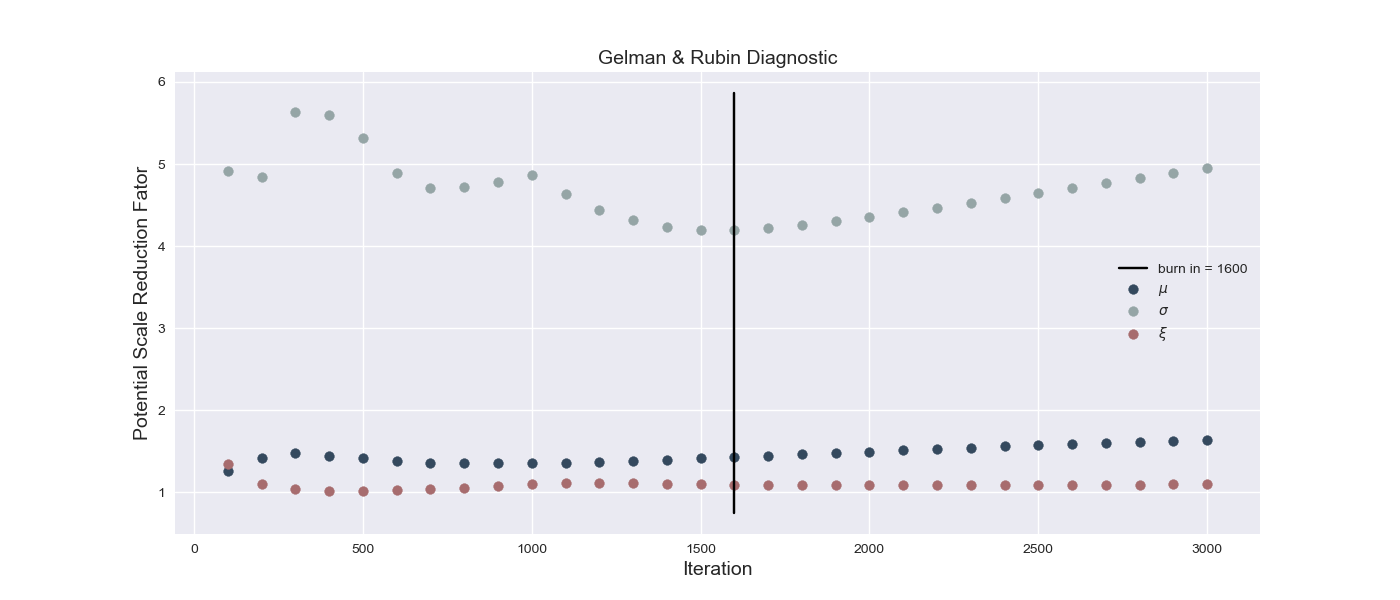 Gelman & Rubin Diagnostic
Potential Scale Reduction Fator
6
5
4
3
2
1
burn in = 1600
μ
σ
ξ
0 500 1000 1500 2000 2500 3000
Iteration